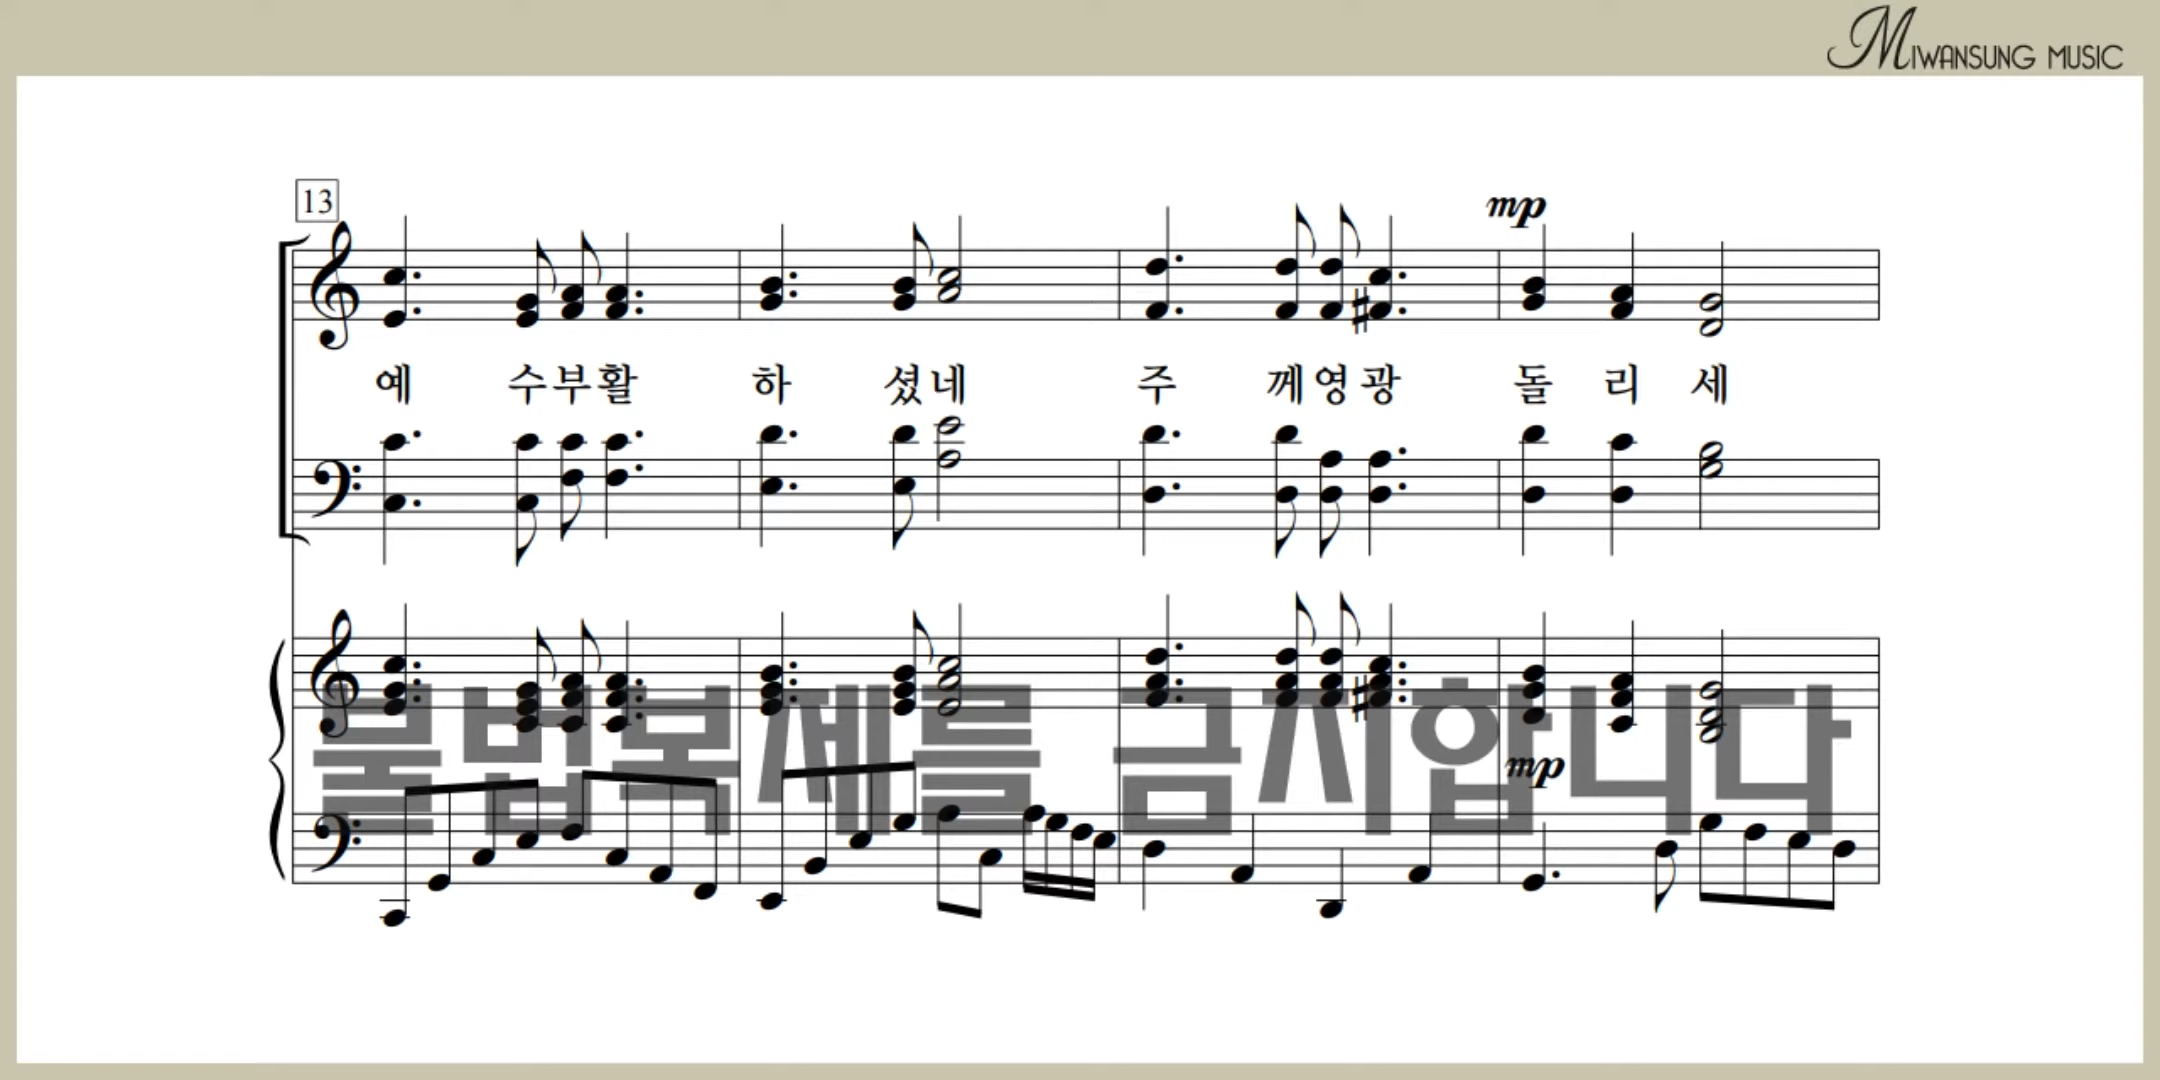 MIWANSUNG MUSIC
13
mp
예 수부활 하 셨네 주 께영광 돌 리 세
불법복제를 금지합니다
mp